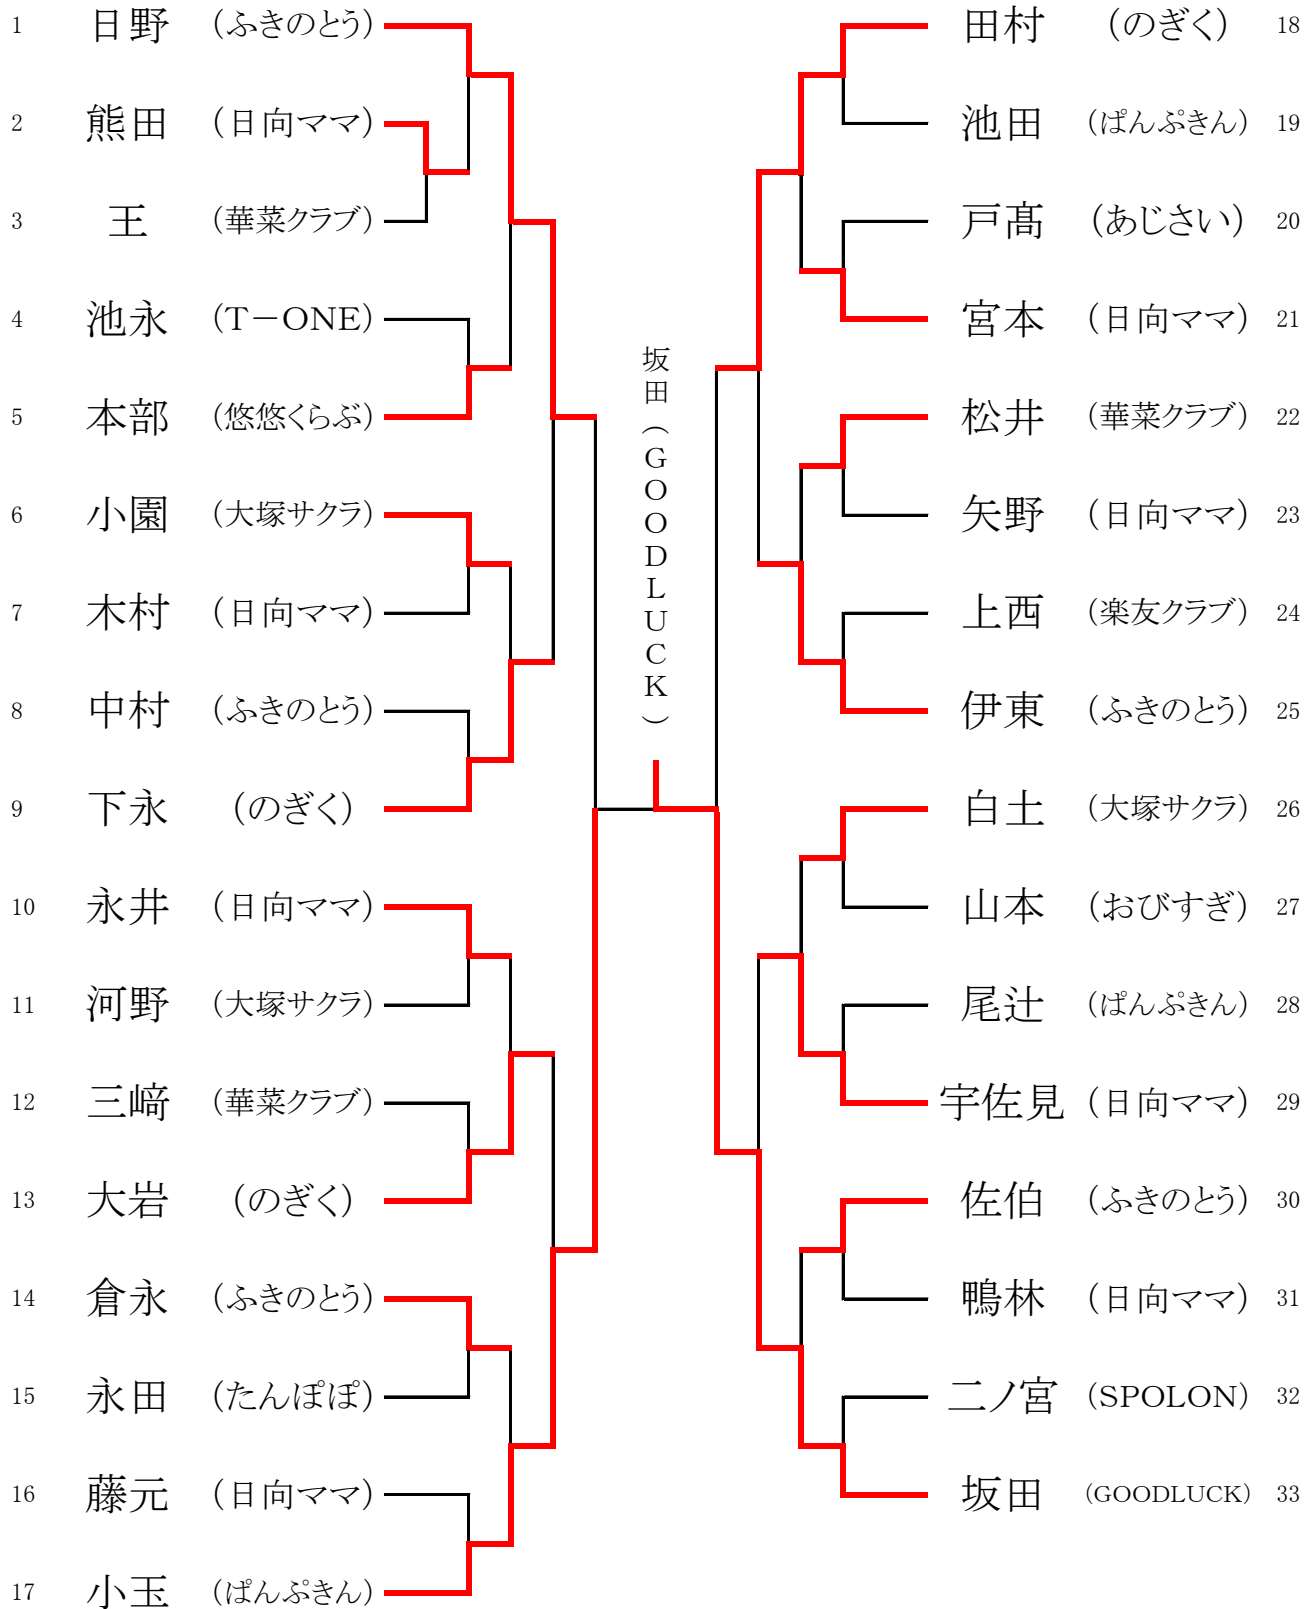 1 日野 (ふきのとう)
2 熊田 (日向ママ)
3 王 (華菜クラブ)
4 池永 (T－ONE)
5 本部 (悠悠くらぶ)
6 小園 (大塚サクラ)
7 木村 (日向ママ)
8 中村 (ふきのとう)
9 下永 (のぎく)
10 永井 (日向ママ)
11 河野 (大塚サクラ)
12 三﨑 (華菜クラブ)
13 大岩 (のぎく)
14 倉永 (ふきのとう)
15 永田 (たんぽぽ)
16 藤元 (日向ママ)
17 小玉 (ぱんぷきん)
坂田(GOODLUCK)
田村 (のぎく) 18
池田 (ぱんぷきん) 19
戸髙 (あじさい) 20
宮本 (日向ママ) 21
松井 (華菜クラブ) 22
矢野 (日向ママ) 23
上西 (楽友クラブ) 24
伊東 (ふきのとう) 25
白土 (大塚サクラ) 26
山本 (おびすぎ) 27
尾辻 (ぱんぷきん) 28
宇佐見 (日向ママ) 29
佐伯 (ふきのとう) 30
鴨林 (日向ママ) 31
二ノ宮 (SPOLON) 32
坂田 (GOODLUCK) 33